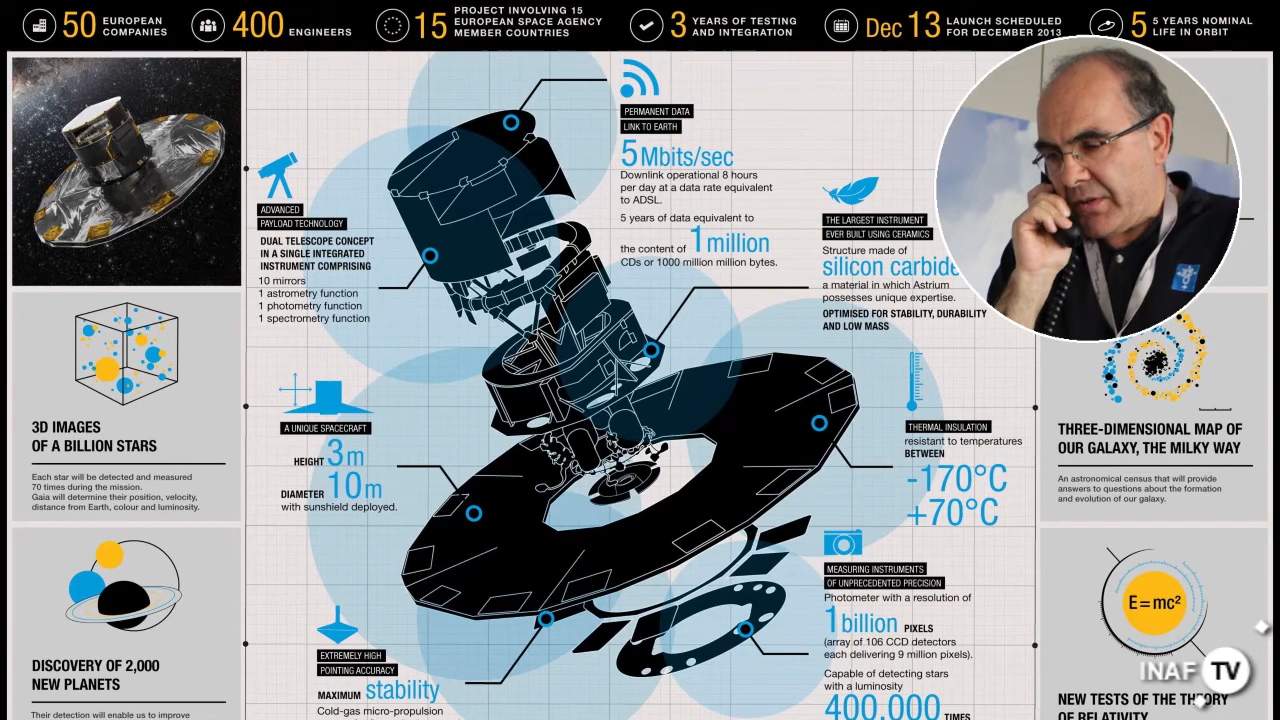 50 EUROPEAN
COMPANIES
400 ENGINEERS
15 PROJECT INVOLVING 15
EUROPEAN SPACE AGENCY
MEMBER COUNTRIES
3 YEARS OF TESTING
AND INTEGRATION
Dec 13 LAUNCH SCHEDULED
FOR DECEMBER 2013
5 5 YEARS NOMINAL
LIFE IN ORBIT
3D IMAGES
OF A BILLION STARS
Each star will be detected and measured
70 times during the mission.
Gaia will determine their position, velocity,
distance from Earth, colour and luminosity.
DISCOVERY OF 2,000
NEW PLANETS
Their detection will enable us to improve
ADVANCED
PAYLOAD TECHNOLOGY
DUAL TELESCOPE CONCEPT
IN A SINGLE INTEGRATED
INSTRUMENT COMPRISING
10 mirrors
1 astrometry function
1 photometry function
1 spectrometry function
A UNIQUE SPACECRAFT
HEIGHT 3m
DIAMETER 10m
with sunshield deployed.
EXTREMELY HIGH
POINTING ACCURACY
MAXIMUM stability
Cold-gas micro-propulsion
PERMANENT DATA
LINK TO EARTH
5Mbits/sec
Downlink operational 8 hours
per day at a data rate equivalent
to ADSL.
5 years of data equivalent to
the content of 1million
CDs or 1000 million million bytes.
THE LARGEST INSTRUMENT
EVER BUILT USING CERAMICS
Structure made of
silicon carbide
a material in which Astrium
possesses unique expertise.
OPTIMISED FOR STABILITY, DURABILITY
AND LOW MASS
THERMAL INSULATION
resistant to temperatures
BETWEEN
-170°C
+70°C
MEASURING INSTRUMENTS
OF UNPRECEDENTED PRECISION
Photometer with a resolution of
1billion PIXELS
(array of 106 CCD detectors
each delivering 9 million pixels).
Capable of detecting stars
with a luminosity
400,000 TIMES
THREE-DIMENSIONAL MAP OF
OUR GALAXY, THE MILKY WAY
An astronomical census that will provide
answers to questions about the formation
and evolution of our galaxy.
E=mc²
INAF TV
NEW TESTS OF THE THEORY
OF RELATIVITY